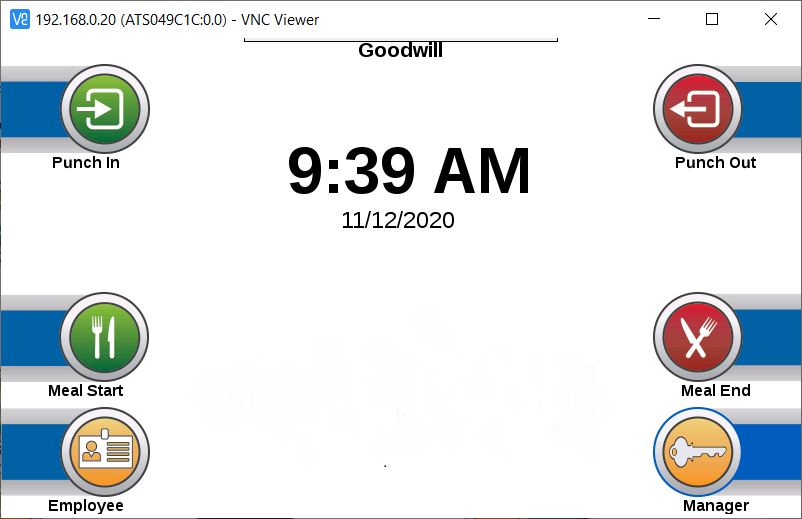 192.168.0.20 (ATS049C1C:0.0) - VNC Viewer
Goodwill
Punch In
Punch Out
9:39 AM
11/12/2020
Meal Start
Meal End
Employee
Manager